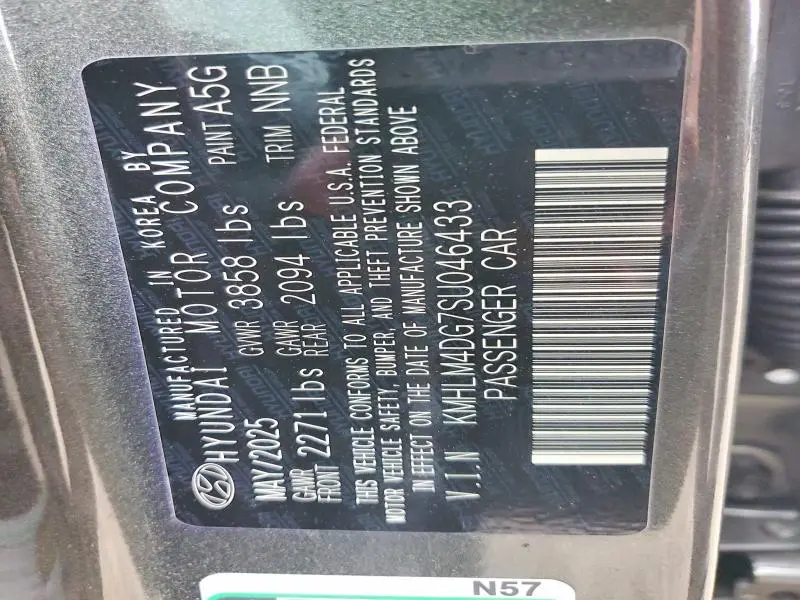 MANUFACTURED IN KOREA BY
HYUNDAI MOTOR COMPANY
MAY/2025 GVWR 3858 lbs PAINT A5G
GAWR FRONT 2271 lbs GAWR REAR 2094 lbs TRIM NNB
THIS VEHICLE CONFORMS TO ALL APPLICABLE U.S.A. FEDERAL
MOTOR VEHICLE SAFETY, BUMPER, AND THEFT PREVENTION STANDARDS
IN EFFECT ON THE DATE OF MANUFACTURE SHOWN ABOVE
V.I.N KMHLM4DG7SU046433
PASSENGER CAR
N57